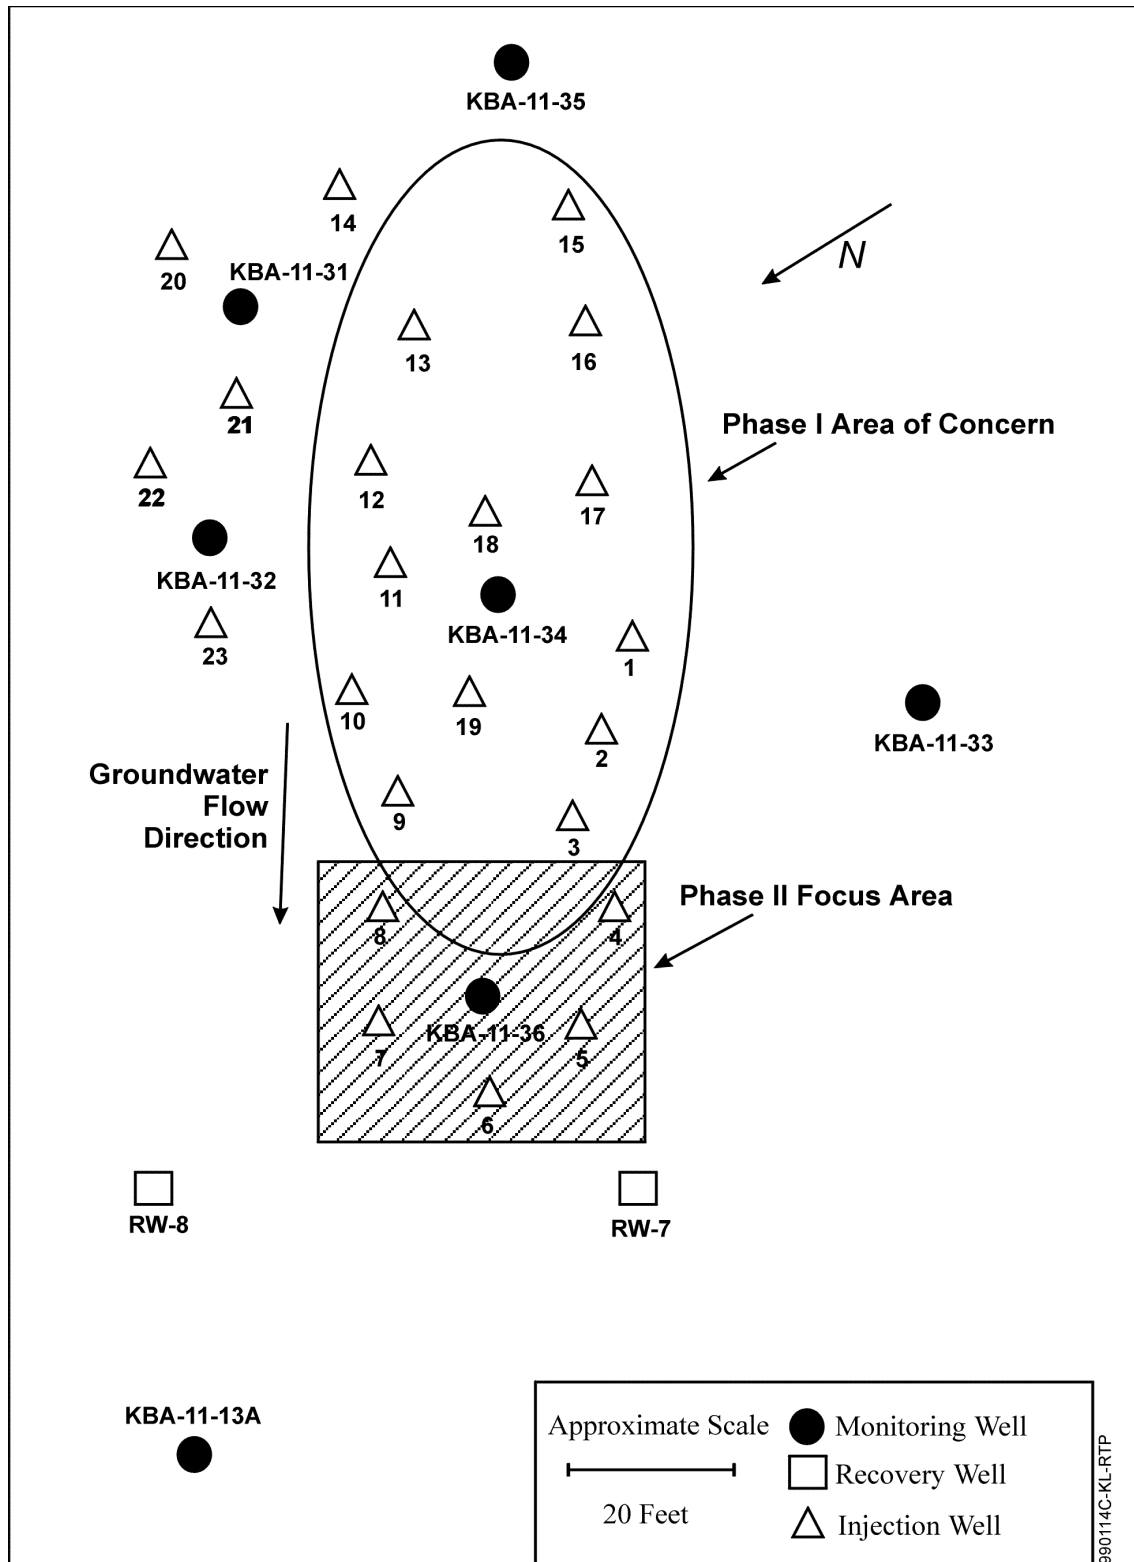 KBA-11-35
14
15
20
KBA-11-31
N
13
16
21
Phase I Area of Concern
22
12
17
18
KBA-11-32
11
KBA-11-34
23
1
10
19
2
KBA-11-33
Groundwater
Flow
Direction
9
3
Phase II Focus Area
8
4
KBA-11-36
7
5
6
RW-8
RW-7
KBA-11-13A
Approximate Scale
20 Feet
Monitoring Well
Recovery Well
Injection Well
990114C-KL-RTP